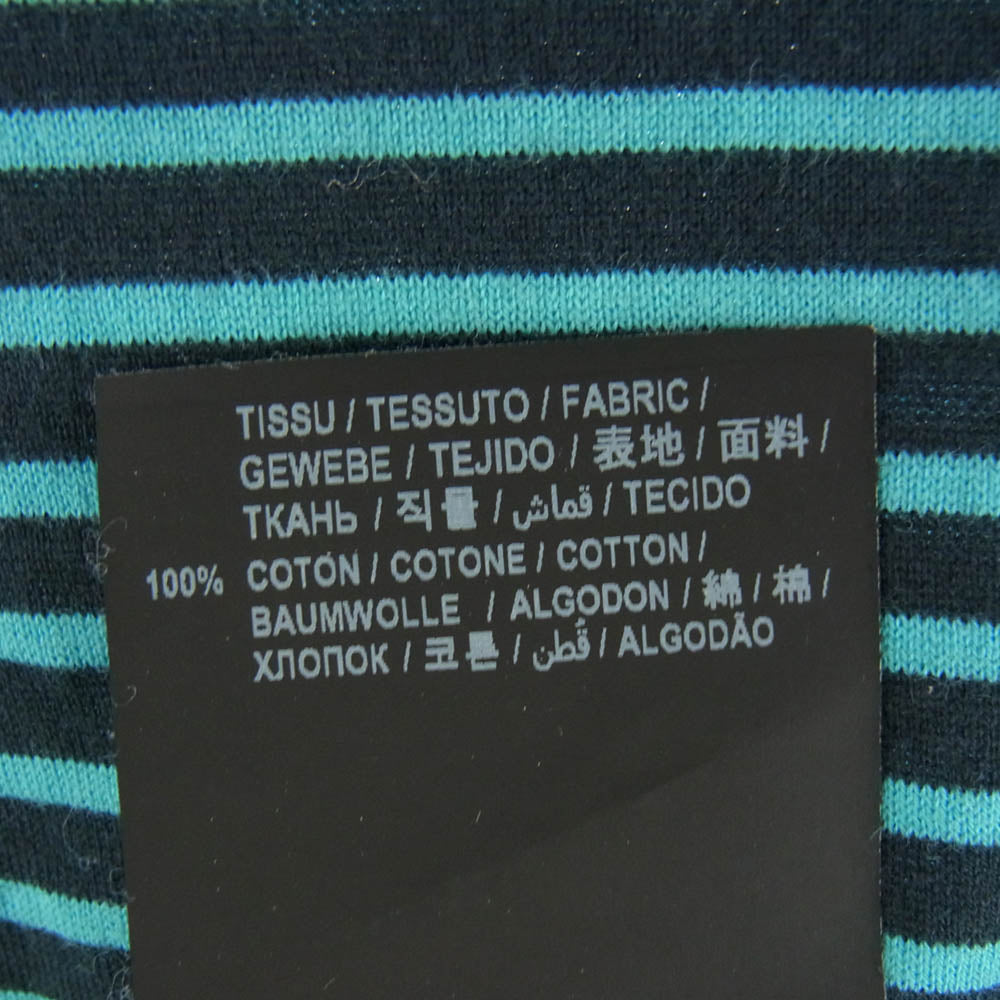 TISSU / TESSUTO / FABRIC /
GEWEBE / TEJIDO / 表地 / 面料 /
ТКАНЬ / 직물 / قماش / TECIDO
100% COTON / COTONE / COTTON /
BAUMWOLLE / ALGODON / 綿 / 棉 /
ХЛОПОК / 코튼 / قُطن / ALGODÃO